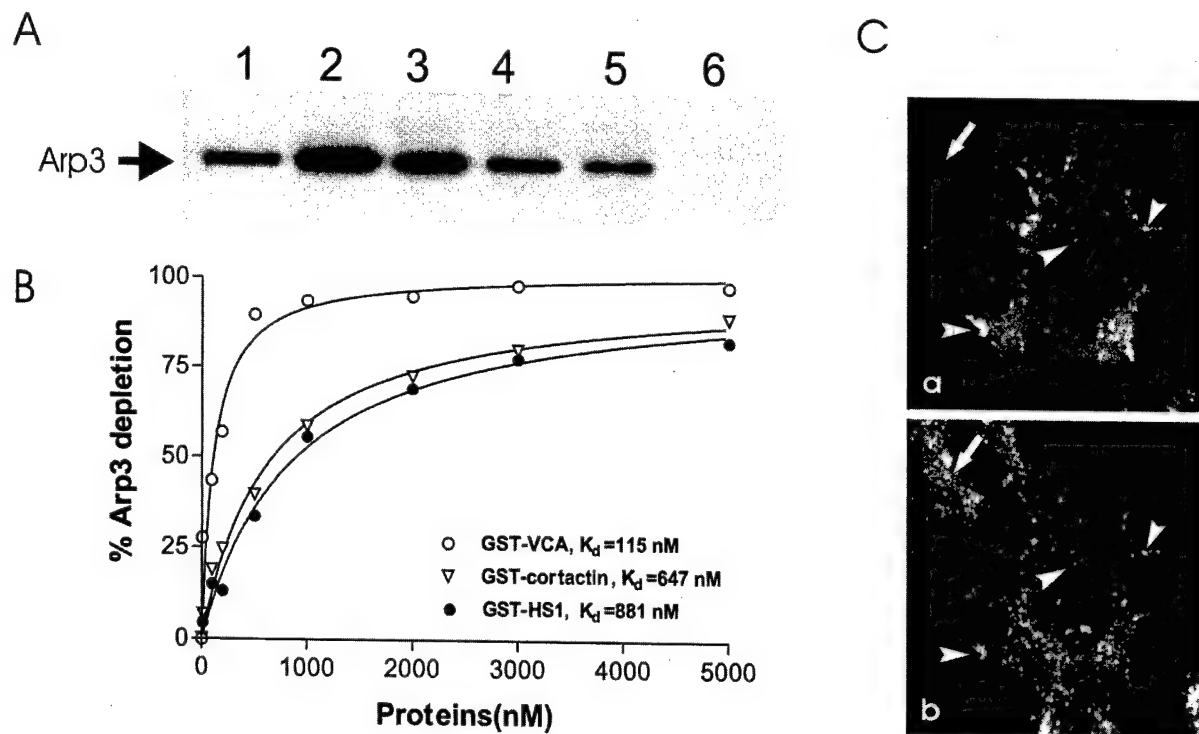 A
1 2 3 4 5 6
Arp3
B
% Arp3 depletion
100
75
50
25
0
GST-VCA, Kd=115 nM
GST-cortactin, Kd=647 nM
GST-HS1, Kd=881 nM
0 1000 2000 3000 4000 5000
Proteins(nM)
C
a
b